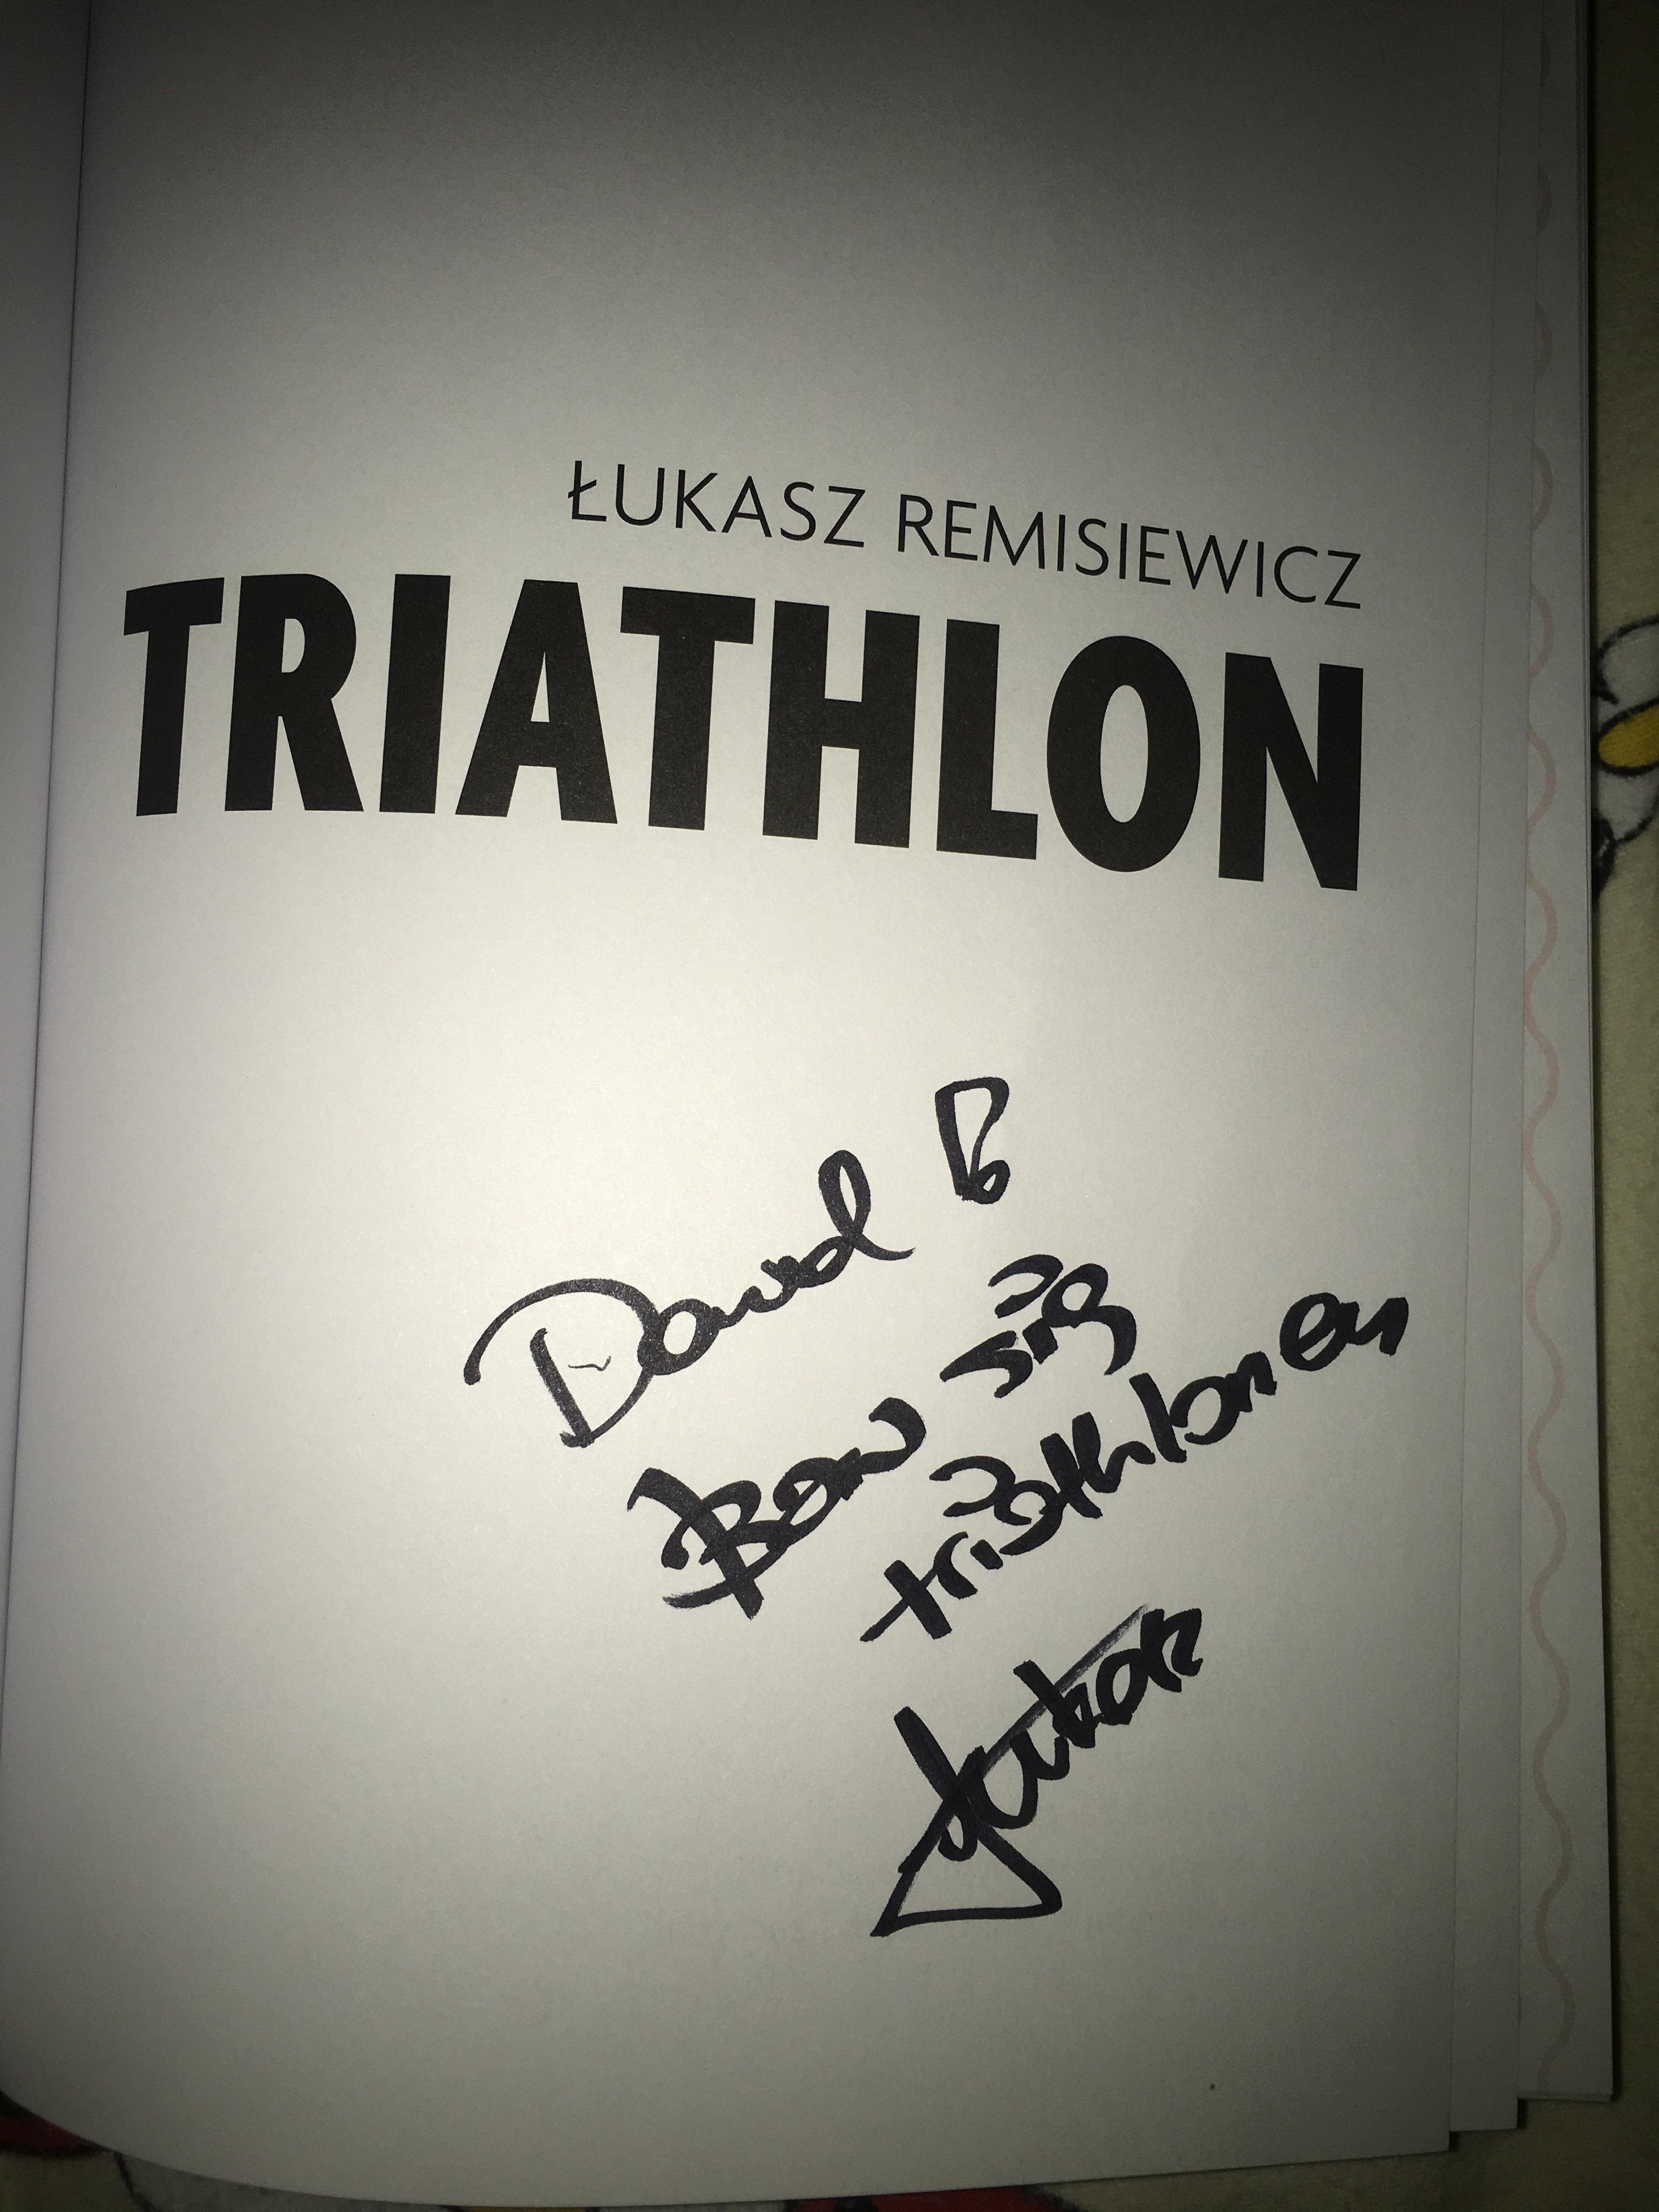 ŁUKASZ REMISIEWICZ
TRIATHLON
Dawid B
Baw się
triathlonem
Łukasz